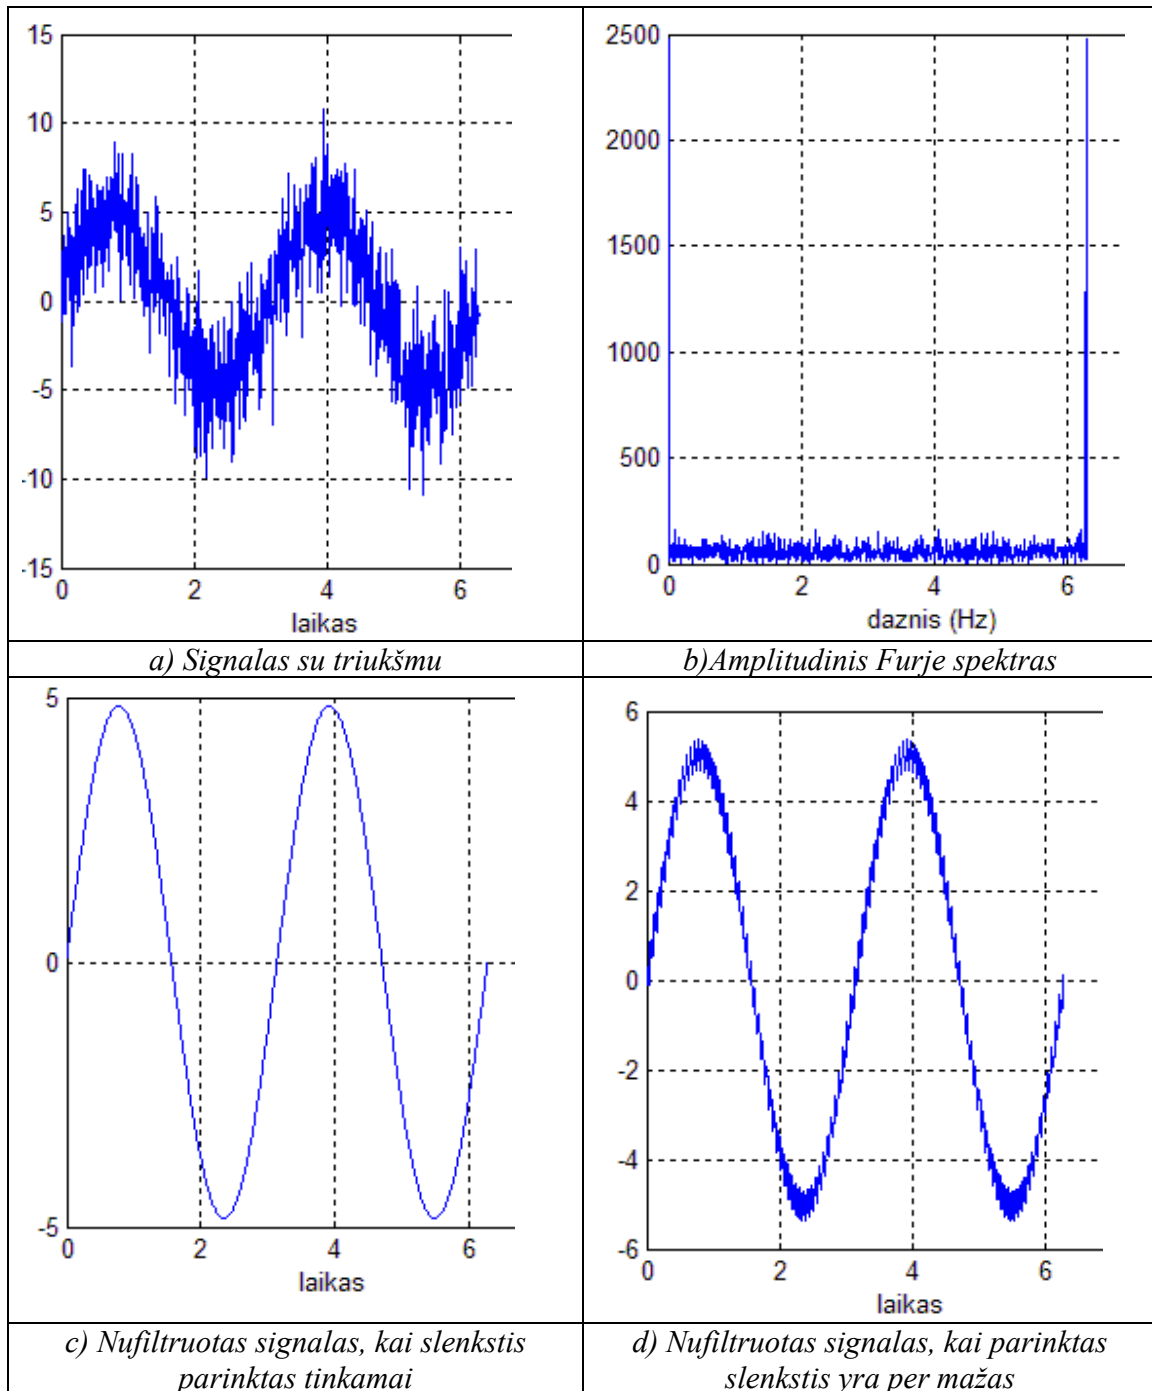 15
10
5
0
-5
-10
-15
0 2 4 6
laikas
2500
2000
1500
1000
500
0
0 2 4 6
daznis (Hz)
a) Signalas su triukšmu
b)Amplitudinis Furje spektras
5
0
-5
0 2 4 6
laikas
6
4
2
0
-2
-4
-6
0 2 4 6
laikas
c) Nufiltruotas signalas, kai slenkstis
parinktas tinkamai
d) Nufiltruotas signalas, kai parinktas
slenkstis yra per mažas